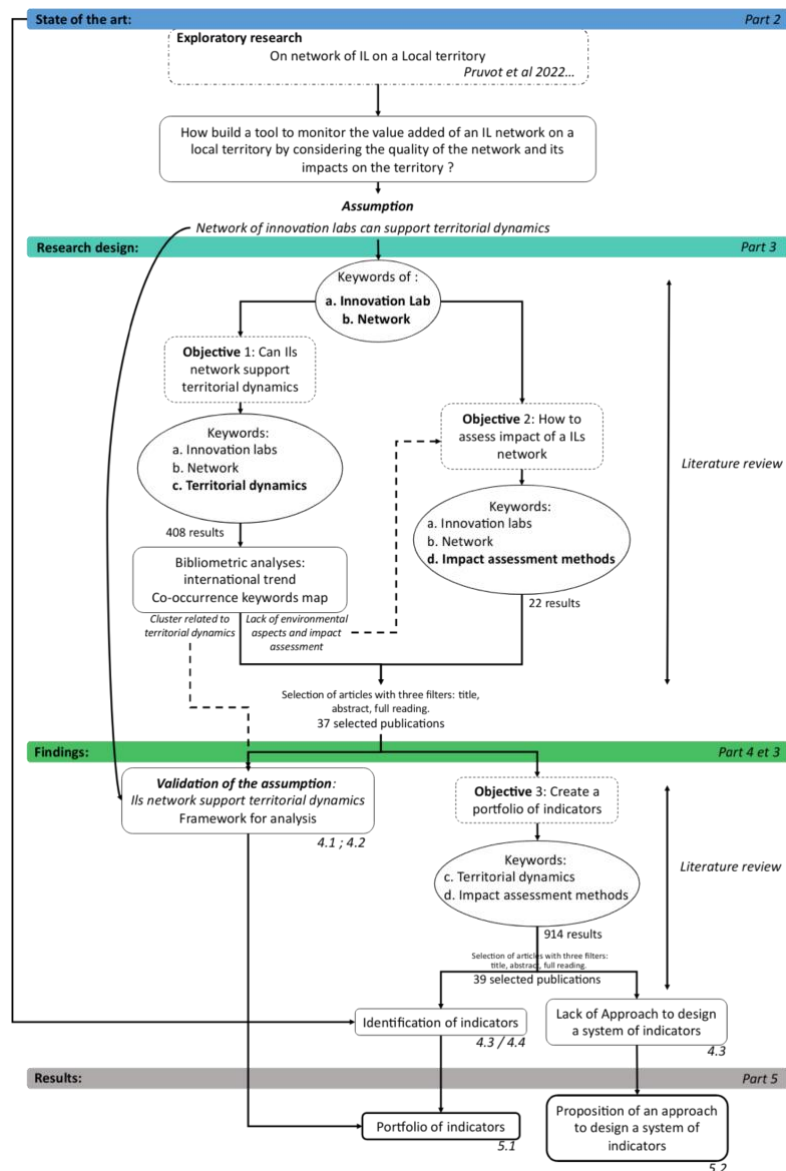 State of the art: Part 2
Exploratory research
On network of IL on a Local territory
Pruvot et al 2022...
How build a tool to monitor the value added of an IL network on a
local territory by considering the quality of the network and its
impacts on the territory ?
Assumption
Network of innovation labs can support territorial dynamics
Research design: Part 3
Keywords of :
a. Innovation Lab
b. Network
Objective 1: Can Ils
network support
territorial dynamics
Keywords:
a. Innovation labs
b. Network
c. Territorial dynamics
408 results
Bibliometric analyses:
international trend
Co-occurrence keywords map
Cluster related to
territorial dynamics
Lack of environmental
aspects and impact
assessment
Objective 2: How to
assess impact of a ILs
network
Keywords:
a. Innovation labs
b. Network
d. Impact assessment methods
22 results
Literature review
Selection of articles with three filters: title,
abstract, full reading.
37 selected publications
Findings: Part 4 et 3
Validation of the assumption:
Ils network support territorial dynamics
Framework for analysis
4.1 ; 4.2
Objective 3: Create a
portfolio of indicators
Keywords:
c. Territorial dynamics
d. Impact assessment methods
914 results
Literature review
Selection of articles with three filters:
title, abstract, full reading.
39 selected publications
Identification of indicators
4.3 / 4.4
Lack of Approach to design
a system of indicators
4.3
Results: Part 5
Portfolio of indicators
5.1
Proposition of an approach
to design a system of
indicators
5.2